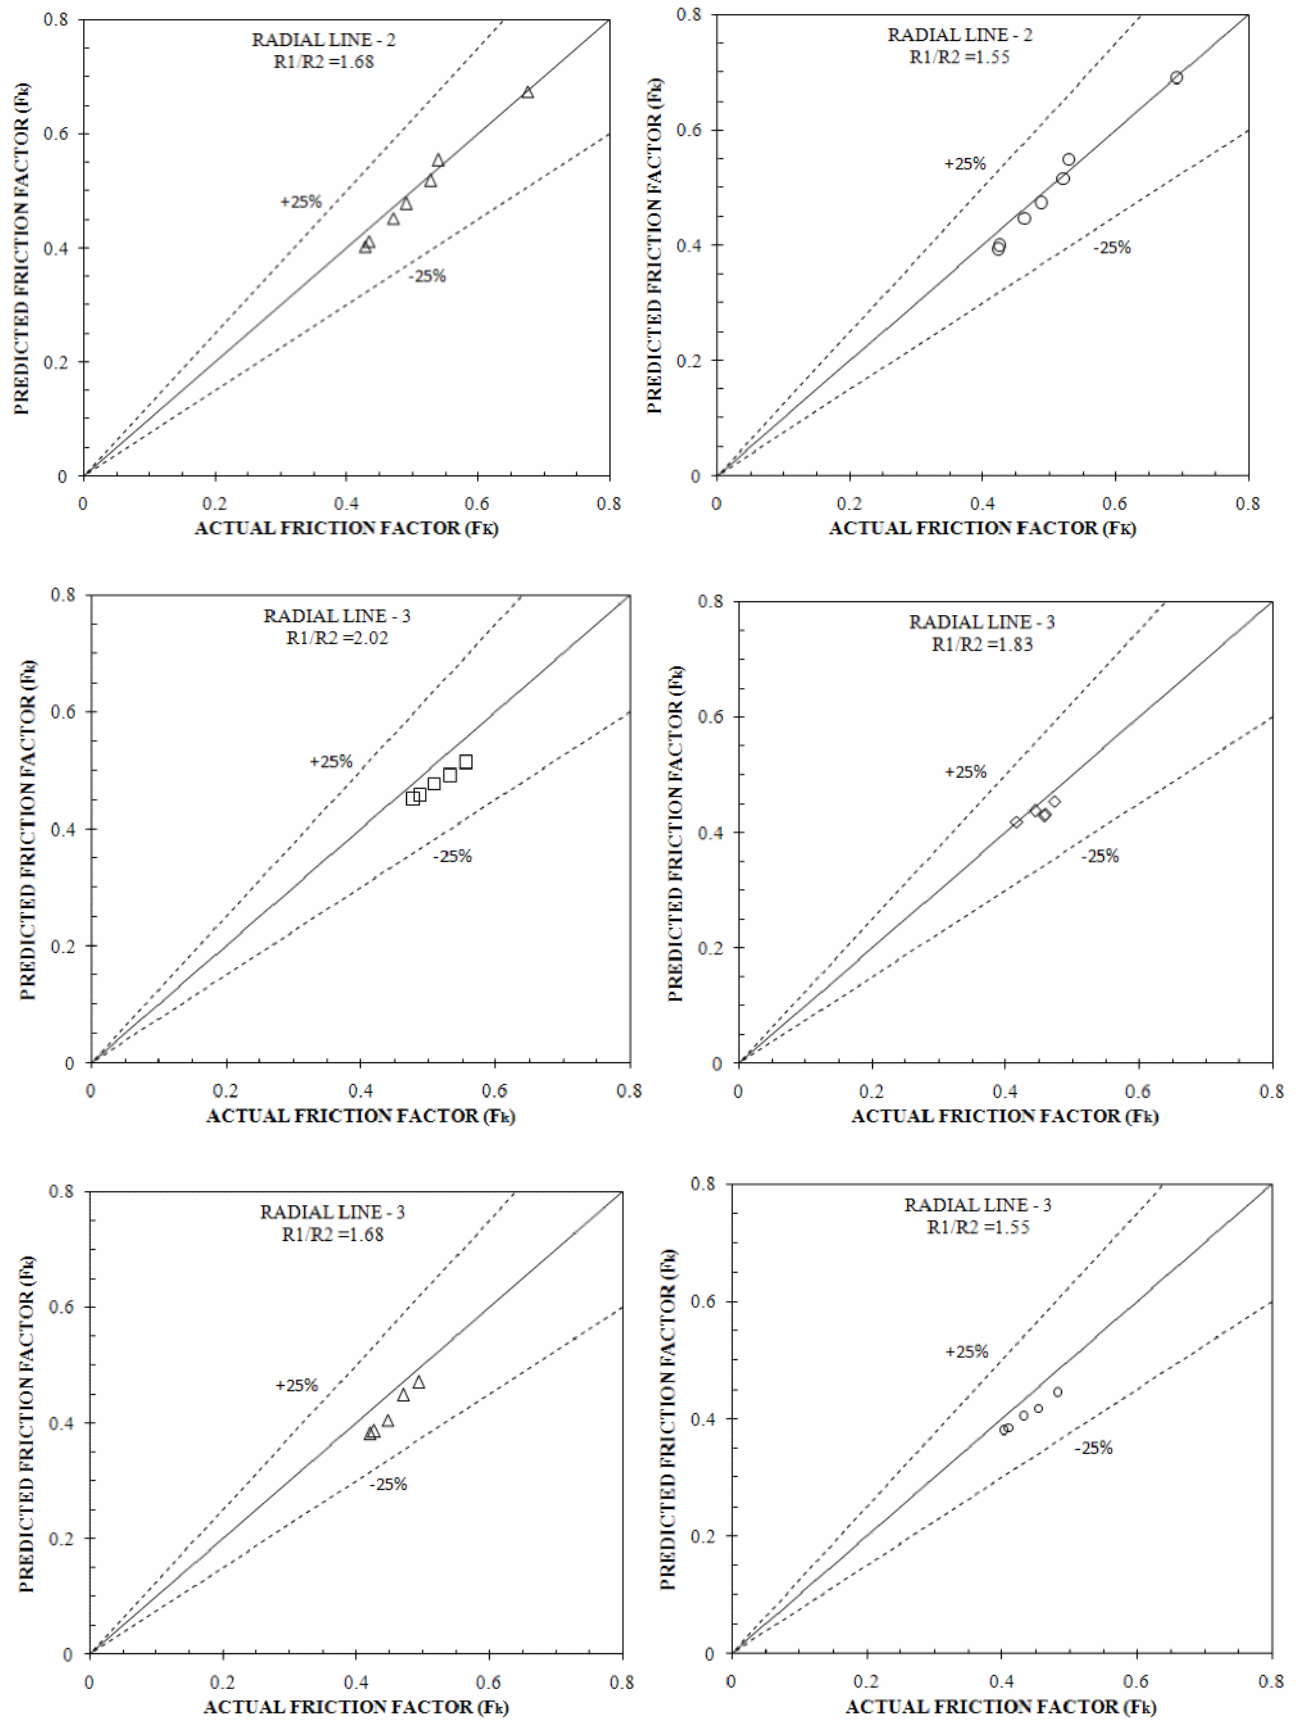 RADIAL LINE - 2
R1/R2 =1.68
PREDICTED FRICTION FACTOR (Fk)
0.8
0.6
0.4
0.2
0
+25%
-25%
0 0.2 0.4 0.6 0.8
ACTUAL FRICTION FACTOR (FK)
RADIAL LINE - 2
R1/R2 =1.55
PREDICTED FRICTION FACTOR (Fk)
0.8
0.6
0.4
0.2
0
+25%
-25%
0 0.2 0.4 0.6 0.8
ACTUAL FRICTION FACTOR (FK)
RADIAL LINE - 3
R1/R2 =2.02
PREDICTED FRICTION FACTOR (Fk)
0.8
0.6
0.4
0.2
0
+25%
-25%
0 0.2 0.4 0.6 0.8
ACTUAL FRICTION FACTOR (Fk)
RADIAL LINE - 3
R1/R2 =1.83
PREDICTED FRICTION FACTOR (Fk)
0.8
0.6
0.4
0.2
0
+25%
-25%
0 0.2 0.4 0.6 0.8
ACTUAL FRICTION FACTOR (Fk)
RADIAL LINE - 3
R1/R2 =1.68
PREDICTED FRICTION FACTOR (Fk)
0.8
0.6
0.4
0.2
0
+25%
-25%
0 0.2 0.4 0.6 0.8
ACTUAL FRICTION FACTOR (Fk)
RADIAL LINE - 3
R1/R2 =1.55
PREDICTED FRICTION FACTOR (Fk)
0.8
0.6
0.4
0.2
0
+25%
-25%
0 0.2 0.4 0.6 0.8
ACTUAL FRICTION FACTOR (Fk)